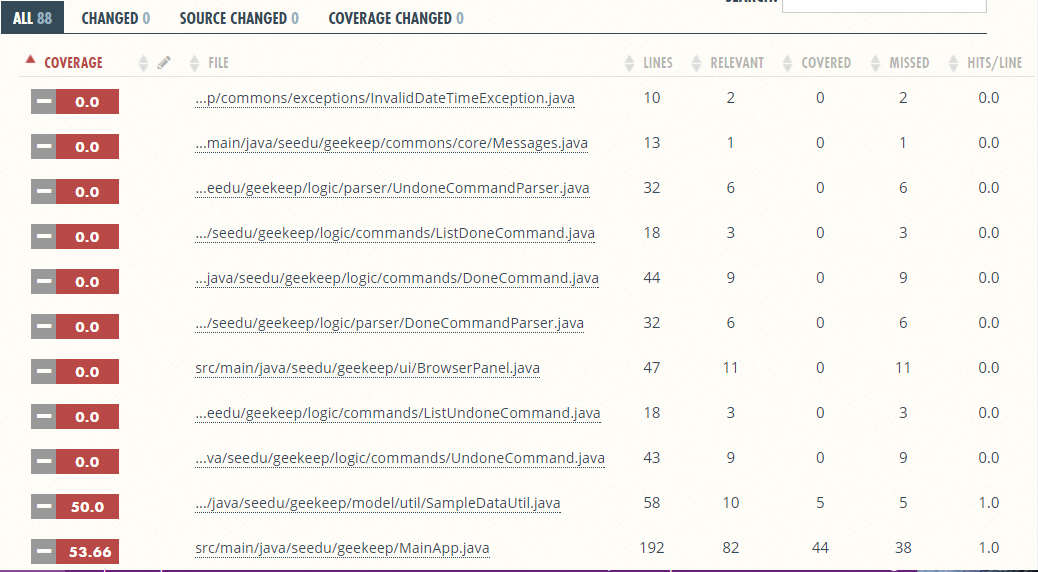 ALL 88 CHANGED 0 SOURCE CHANGED 0 COVERAGE CHANGED 0
COVERAGE FILE LINES RELEVANT COVERED MISSED HITS/LINE
0.0 ...p/commons/exceptions/InvalidDateTimeException.java 10 2 0 2 0.0
0.0 ...main/java/seedu/geekeep/commons/core/Messages.java 13 1 0 1 0.0
0.0 ...eedu/geekeep/logic/parser/UndoneCommandParser.java 32 6 0 6 0.0
0.0 .../seedu/geekeep/logic/commands/ListDoneCommand.java 18 3 0 3 0.0
0.0 ...java/seedu/geekeep/logic/commands/DoneCommand.java 44 9 0 9 0.0
0.0 .../seedu/geekeep/logic/parser/DoneCommandParser.java 32 6 0 6 0.0
0.0 src/main/java/seedu/geekeep/ui/BrowserPanel.java 47 11 0 11 0.0
0.0 ...eedu/geekeep/logic/commands/ListUndoneCommand.java 18 3 0 3 0.0
0.0 ...va/seedu/geekeep/logic/commands/UndoneCommand.java 43 9 0 9 0.0
50.0 .../java/seedu/geekeep/model/util/SampleDataUtil.java 58 10 5 5 1.0
53.66 src/main/java/seedu/geekeep/MainApp.java 192 82 44 38 1.0